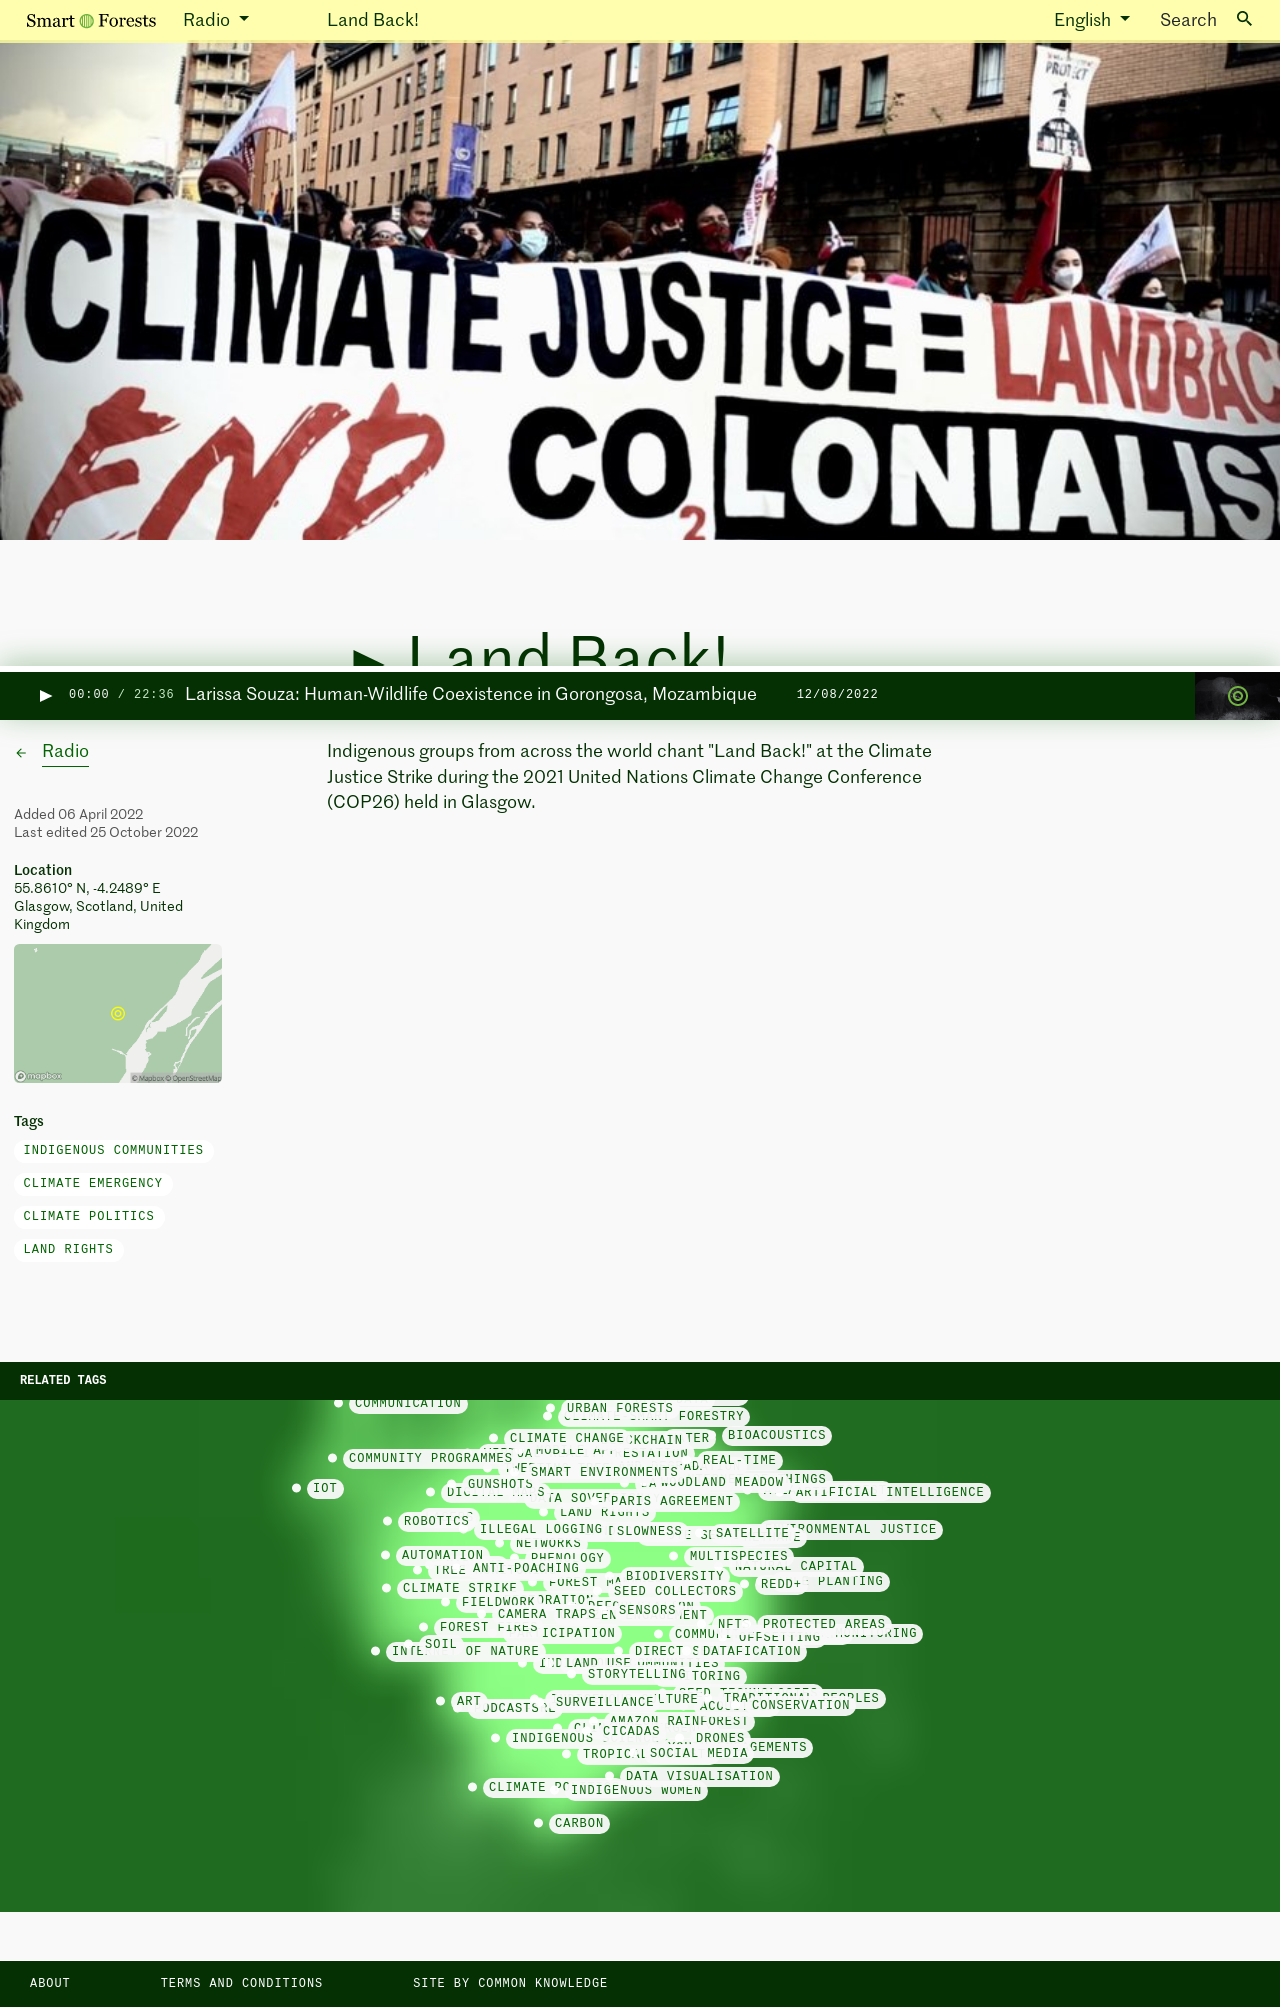 Smart Forests Radio Land Back! English Search
PROTECT
CLIMATE JUSTICE = LANDBACK
END COLONIALIS
2
Land Back!
00:00 / 22:36 Larissa Souza: Human-Wildlife Coexistence in Gorongosa, Mozambique 12/08/2022
Radio
Indigenous groups from across the world chant "Land Back!" at the Climate
Justice Strike during the 2021 United Nations Climate Change Conference
(COP26) held in Glasgow.
Added 06 April 2022
Last edited 25 October 2022
Location
55.8610° N, -4.2489° E
Glasgow, Scotland, United
Kingdom
mapbox © Mapbox © OpenStreetMap
Tags
INDIGENOUS COMMUNITIES
CLIMATE EMERGENCY
CLIMATE POLITICS
LAND RIGHTS
RELATED TAGS
COMMUNICATION
URBAN FORESTS
FORESTRY
BIOACOUSTICS
CLIMATE CHANGE
COMMUNITY PROGRAMMES
REAL-TIME
SMART ENVIRONMENTS
WOODLAND MEADOW
GUNSHOTS
IOT
ARTIFICIAL INTELLIGENCE
PARIS AGREEMENT
LAND RIGHTS
ROBOTICS
ILLEGAL LOGGING
SLOWNESS
SATELLITE
NETWORKS
AUTOMATION
PHENOLOGY
MULTISPECIES
ANTI-POACHING
NATURAL CAPITAL
BIODIVERSITY
REDD+
PLANTING
CLIMATE STRIKE
SEED COLLECTORS
FIELDWORK
CAMERA TRAPS
SENSORS
FOREST FIRES
PROTECTED AREAS
OFFSETTING
SOIL
OF NATURE
DATAFICATION
LAND USE
STORYTELLING
ART
SURVEILLANCE
CONSERVATION
AMAZON RAINFOREST
CICADAS
INDIGENOUS
DRONES
SOCIAL MEDIA
DATA VISUALISATION
INDIGENOUS WOMEN
CARBON
ABOUT TERMS AND CONDITIONS SITE BY COMMON KNOWLEDGE